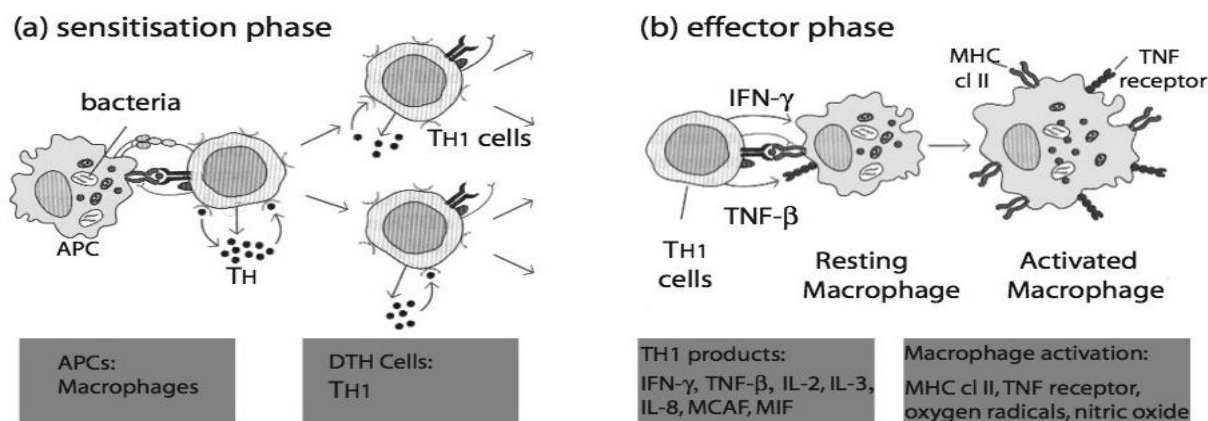 (a) sensitisation phase
bacteria
APC
TH
TH1 cells
APCs:
Macrophages
DTH Cells:
TH1
(b) effector phase
MHC
cl II
TNF
receptor
IFN-γ
TNF-β
TH1
cells
Resting
Macrophage
Activated
Macrophage
TH1 products:
IFN-γ, TNF-β, IL-2, IL-3,
IL-8, MCAF, MIF
Macrophage activation:
MHC cl II, TNF receptor,
oxygen radicals, nitric oxide